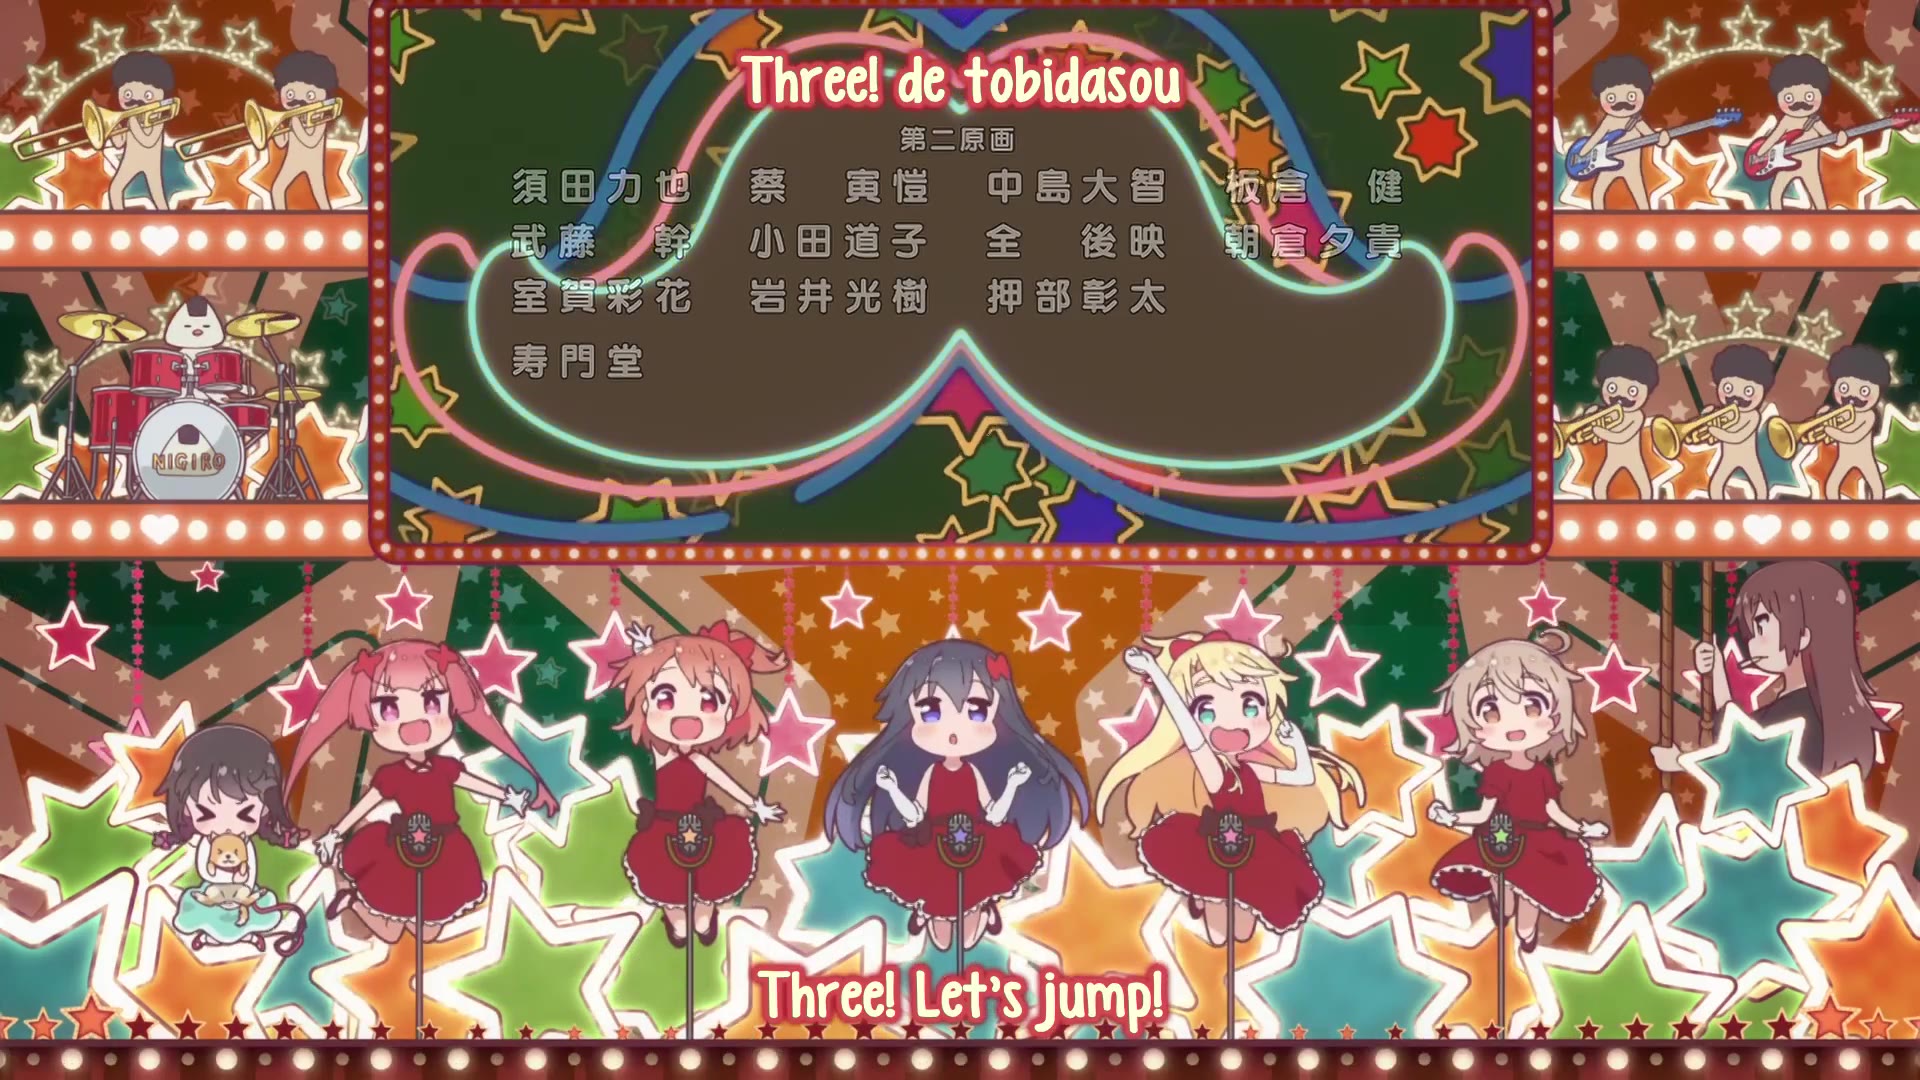 Three! de tobidasou
第二原画
須田力也 蔡 寅愷 中島大智 板倉 健
武藤 幹 小田道子 全 後映 朝倉夕貴
室賀彩花 岩井光樹 押部彰太
寿門堂
NIGIRO
Three! Let's jump!